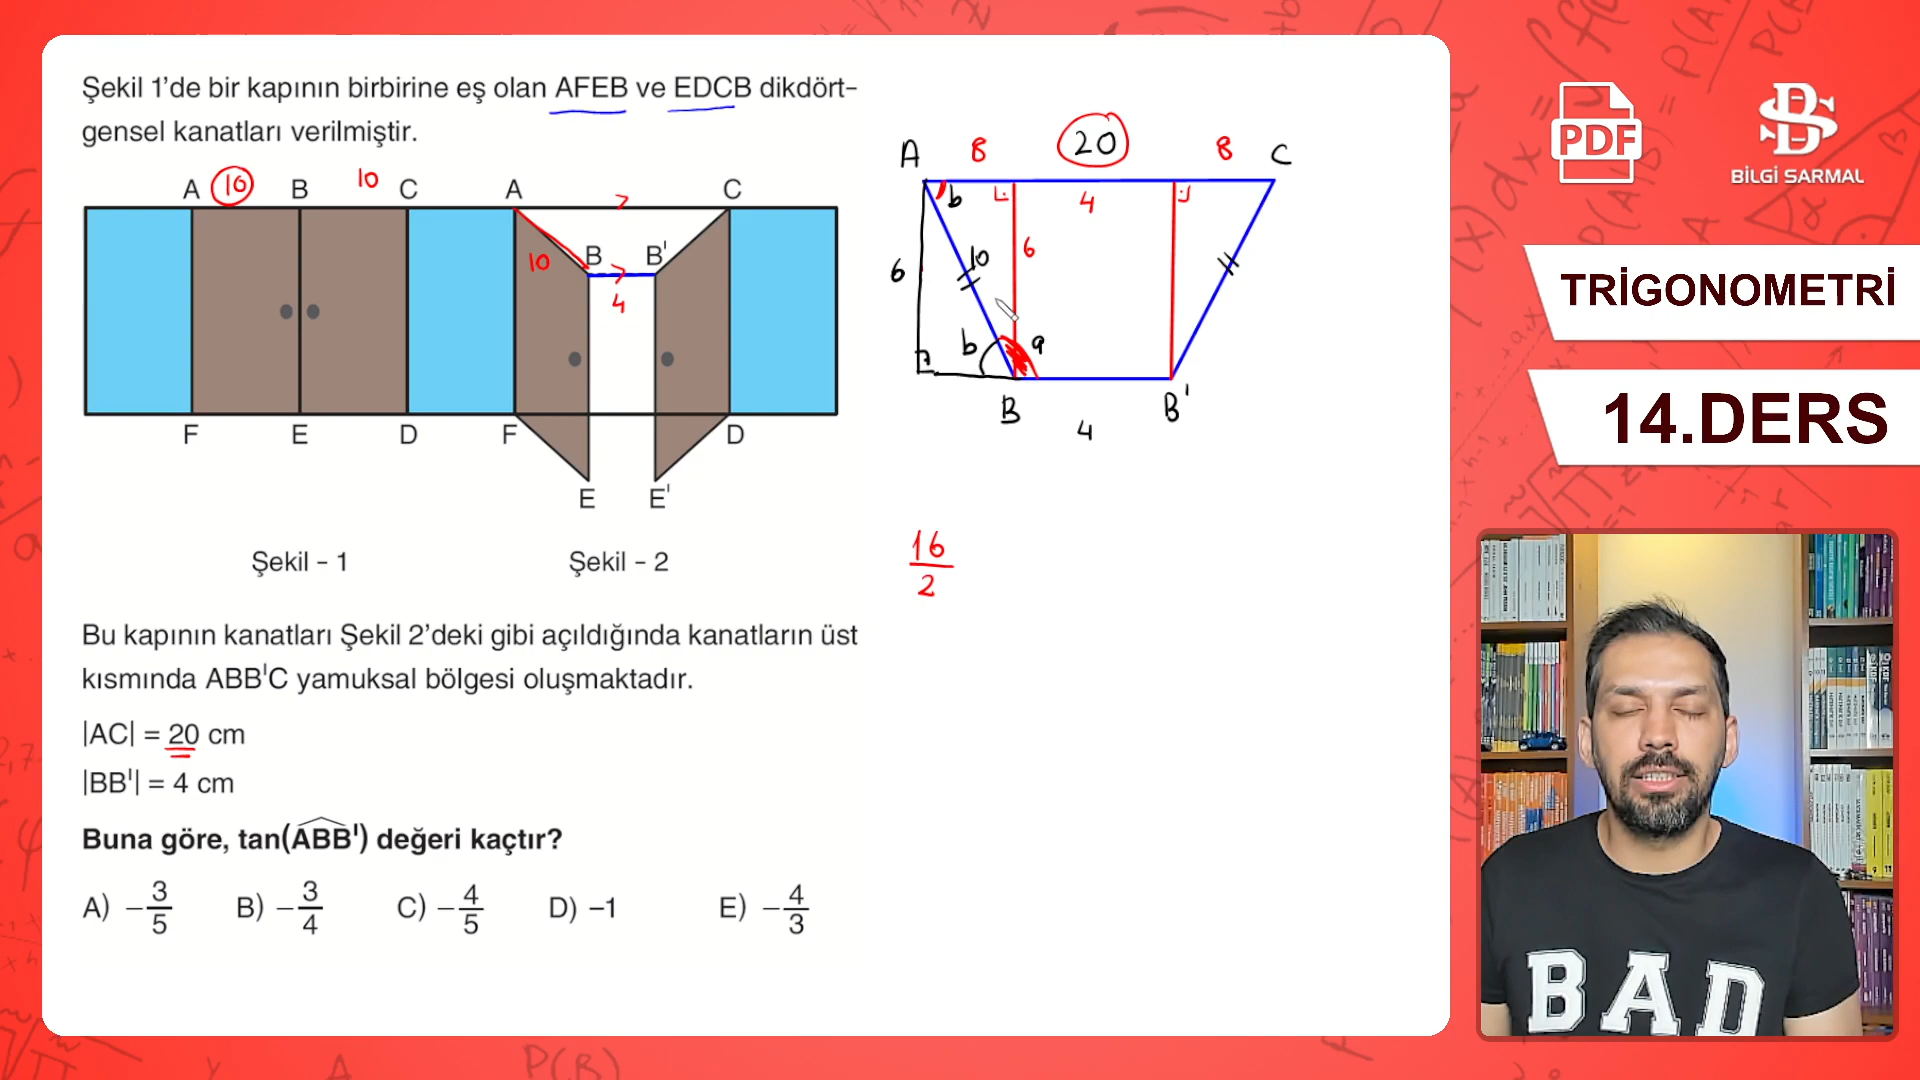 Şekil 1'de bir kapının birbirine eş olan AFEB ve EDCB dikdört-
gensel kanatları verilmiştir.
A 10 B 10 C A C
B B'
10
4
F E D F D
E E'
Şekil - 1 Şekil - 2
Bu kapının kanatları Şekil 2'deki gibi açıldığında kanatların üst
kısmında ABB'C yamuksal bölgesi oluşmaktadır.
|AC| = 20 cm
|BB'| = 4 cm
Buna göre, tan(ABB') değeri kaçtır?
A) -3/5 B) -3/4 C) -4/5 D) -1 E) -4/3
A 8 20 8 C
b 4
6 10 6
b a
B 4 B'
16
2
PDF
BS
BİLGİ SARMAL
TRİGONOMETRİ
14.DERS
BAD
P(B)